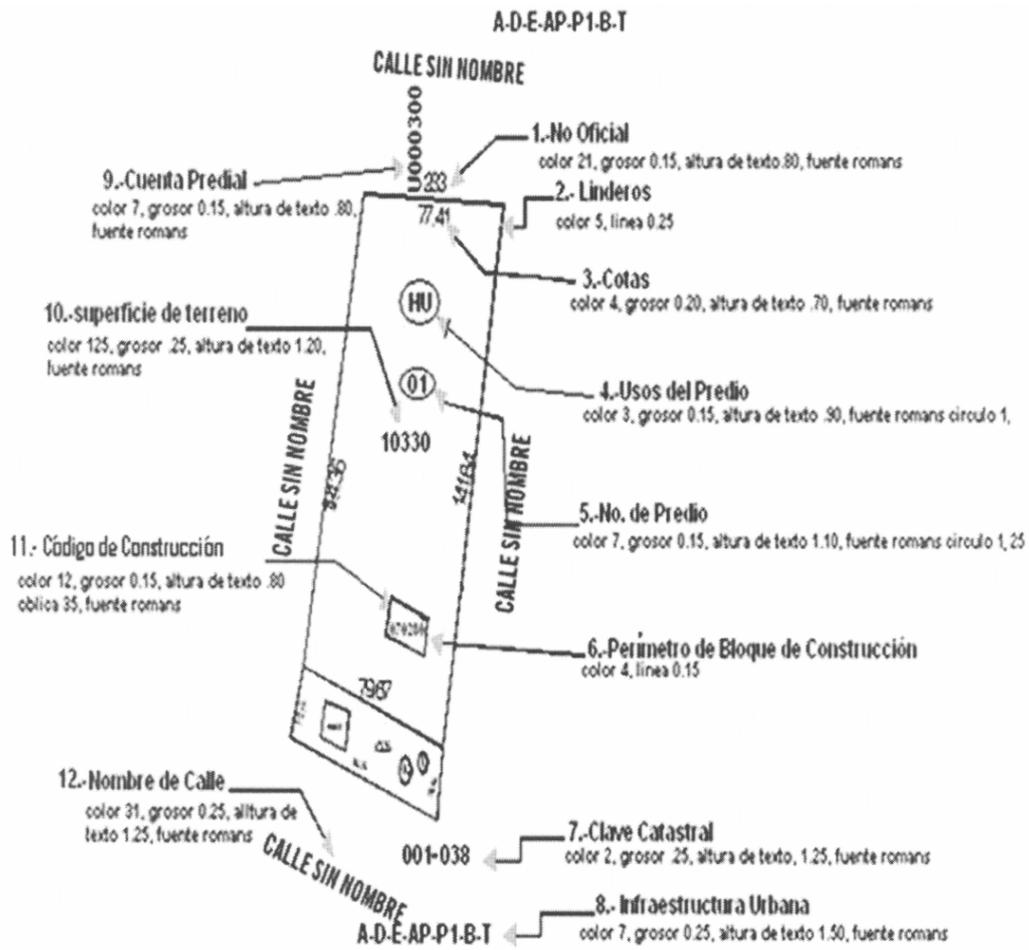 A-D-E-AP-P1-B-T
CALLE SIN NOMBRE
U000300
1.-No Oficial
color 21, grosor 0.15, altura de texto.80, fuente romans
283
9.-Cuenta Predial
color 7, grosor 0.15, altura de texto .80,
fuente romans
2.- Linderos
color 5, linea 0.25
77,41
3.-Cotas
color 4, grosor 0.20, altura de texto .70, fuente romans
HU
10.-superficie de terreno
color 125, grosor .25, altura de texto 1.20,
fuente romans
4.-Usos del Predio
color 3, grosor 0.15, altura de texto .90, fuente romans circulo 1,
01
10330
CALLE SIN NOMBRE
CALLE SIN NOMBRE
5.-No. de Predio
color 7, grosor 0.15, altura de texto 1.10, fuente romans circulo 1,25
11.- Código de Construcción
color 12, grosor 0.15, altura de texto .80
oblica 35, fuente romans
6.-Perímetro de Bloque de Construcción
color 4, linea 0.15
79.67
12.-Nombre de Calle
color 31, grosor 0.25, alltura de
texto 1.25, fuente romans
CALLE SIN NOMBRE
001-038
7.-Clave Catastral
color 2, grosor .25, altura de texto, 1.25, fuente romans
8.- Infraestructura Urbana
color 7, grosor 0.25, altura de texto 1.50, fuente romans
A-D-E-AP-P1-B-T